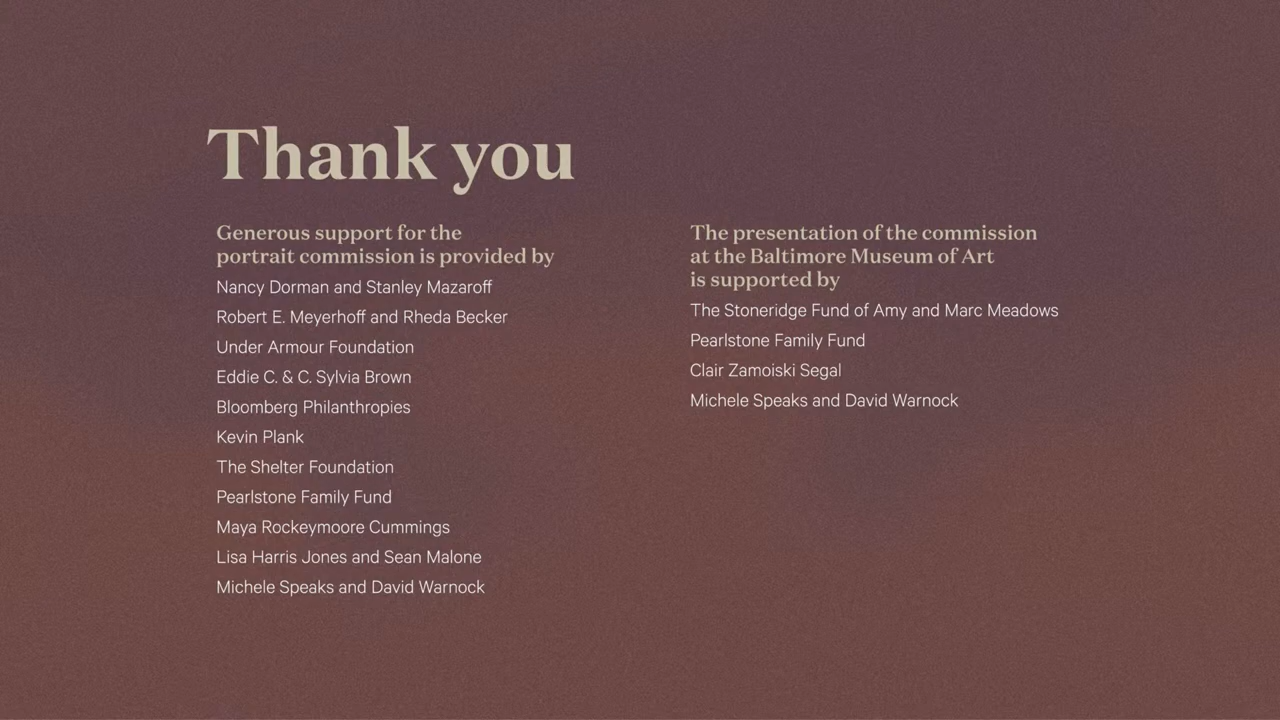 Thank you
Generous support for the
portrait commission is provided by
Nancy Dorman and Stanley Mazaroff
Robert E. Meyerhoff and Rheda Becker
Under Armour Foundation
Eddie C. & C. Sylvia Brown
Bloomberg Philanthropies
Kevin Plank
The Shelter Foundation
Pearlstone Family Fund
Maya Rockeymoore Cummings
Lisa Harris Jones and Sean Malone
Michele Speaks and David Warnock
The presentation of the commission
at the Baltimore Museum of Art
is supported by
The Stoneridge Fund of Amy and Marc Meadows
Pearlstone Family Fund
Clair Zamoiski Segal
Michele Speaks and David Warnock